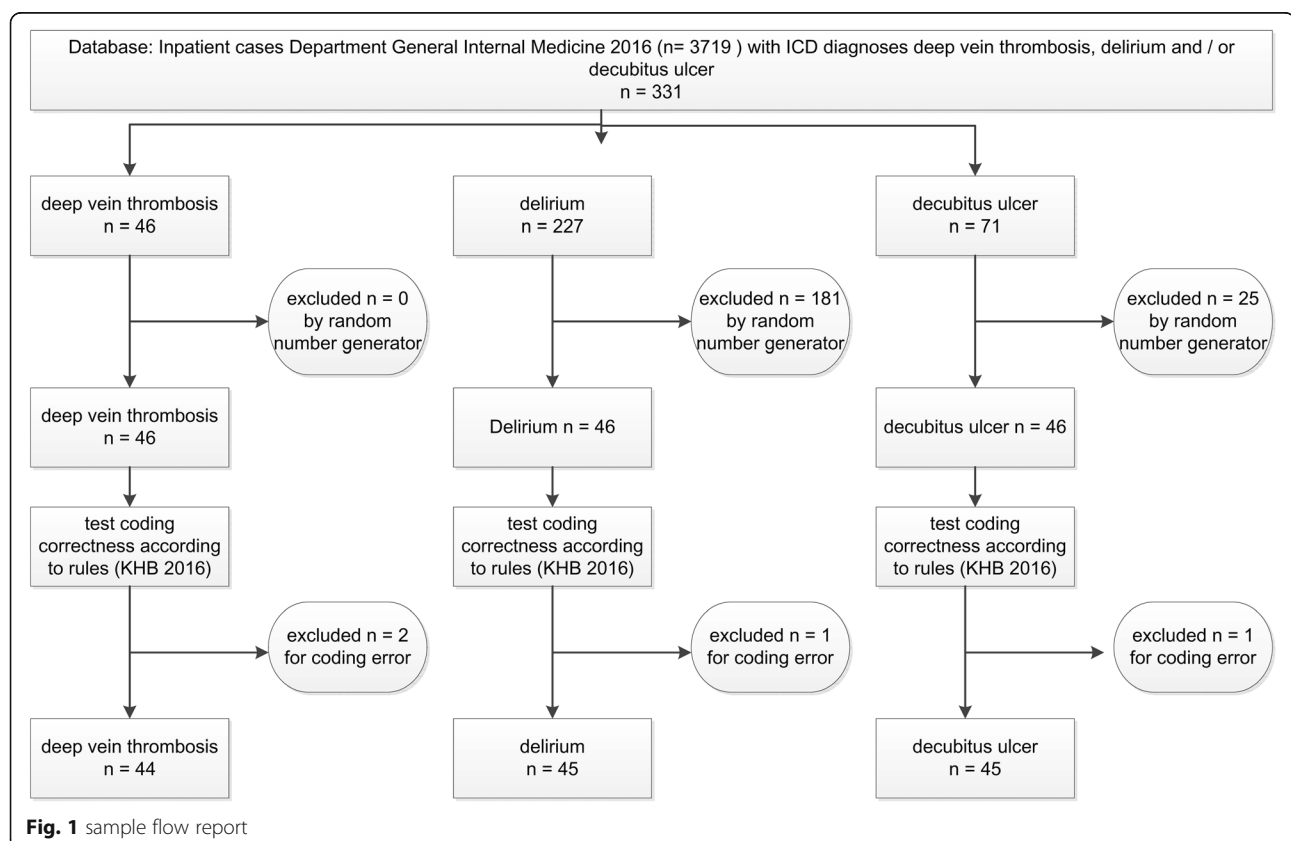 Database: Inpatient cases Department General Internal Medicine 2016 (n= 3719 ) with ICD diagnoses deep vein thrombosis, delirium and / or
decubitus ulcer
n = 331
deep vein thrombosis
n = 46
delirium
n = 227
decubitus ulcer
n = 71
excluded n = 0
by random
number generator
excluded n = 181
by random
number generator
excluded n = 25
by random
number generator
deep vein thrombosis
n = 46
Delirium n = 46
decubitus ulcer n = 46
test coding
correctness according
to rules (KHB 2016)
test coding
correctness according
to rules (KHB 2016)
test coding
correctness according
to rules (KHB 2016)
excluded n = 2
for coding error
excluded n = 1
for coding error
excluded n = 1
for coding error
deep vein thrombosis
n = 44
delirium
n = 45
decubitus ulcer
n = 45
Fig. 1 sample flow report